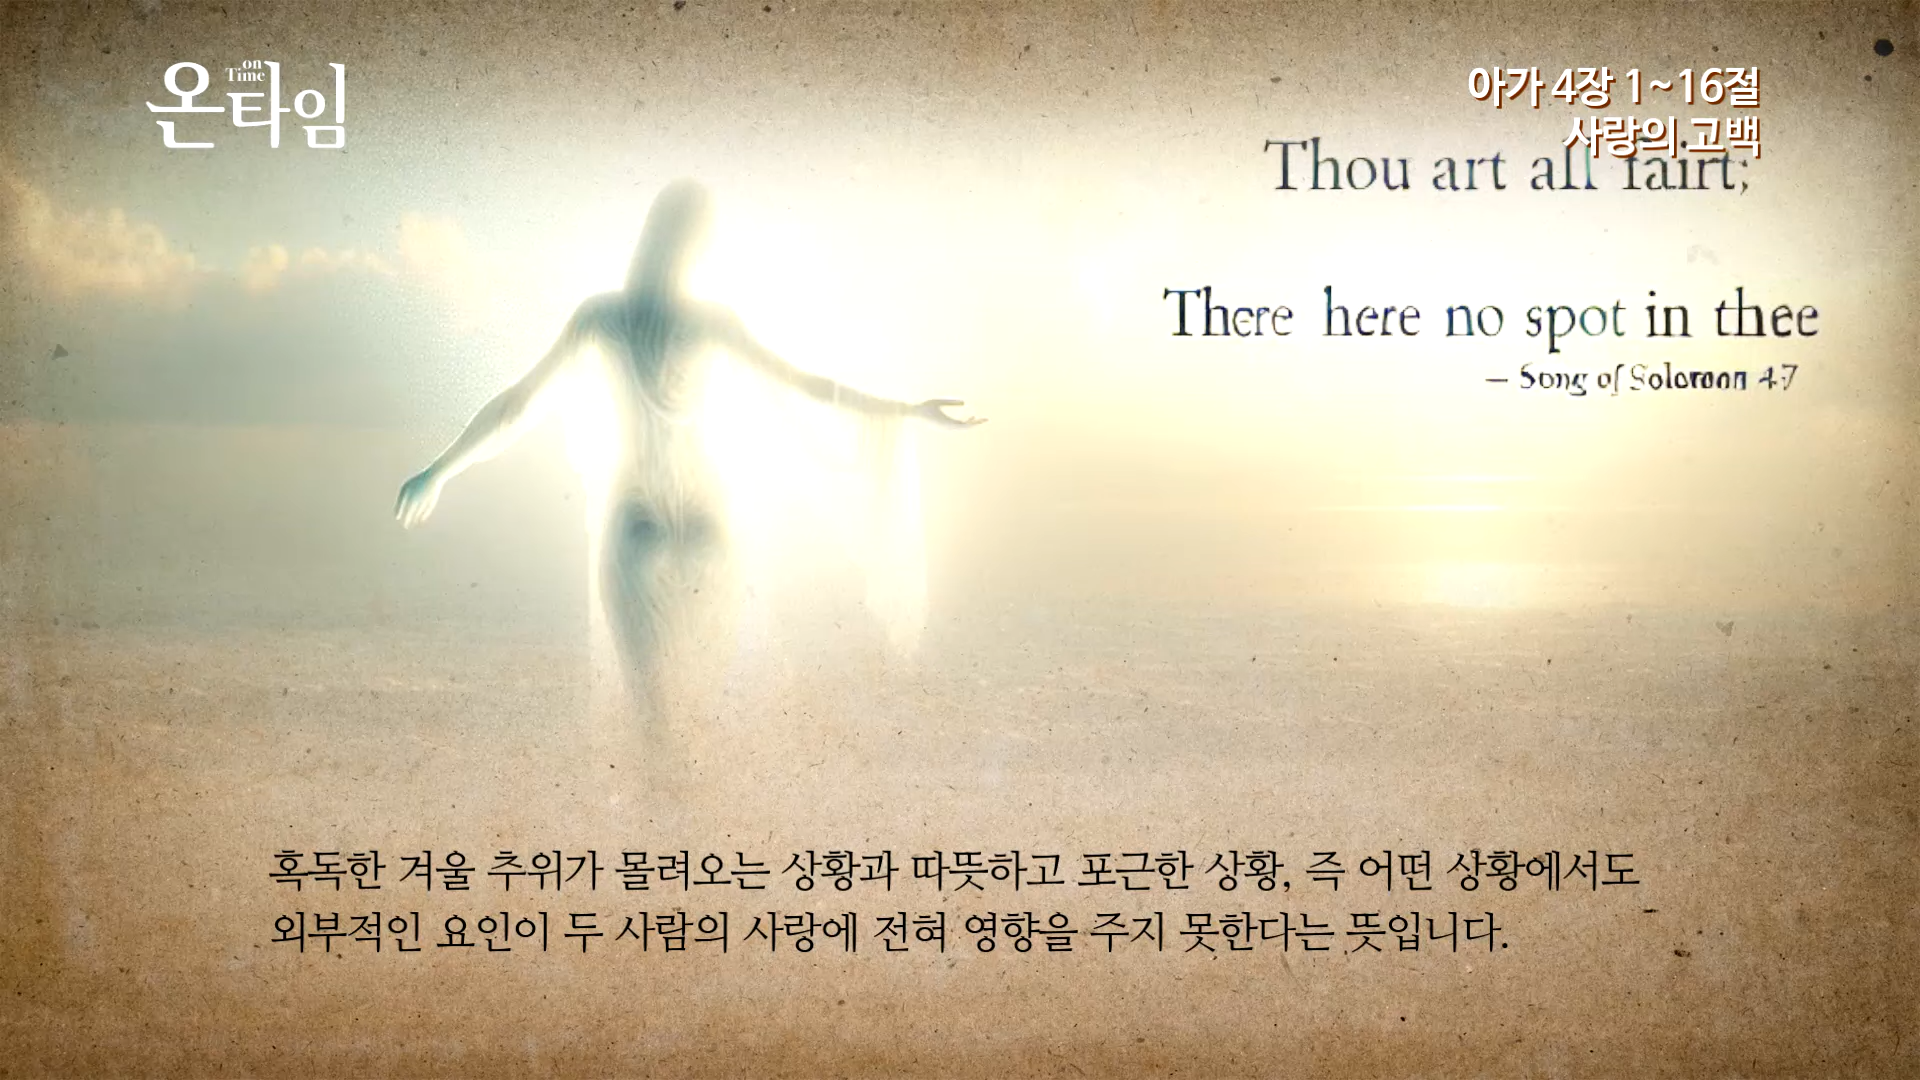 온타임
on
Time
아가 4장 1~16절
사랑의 고백
Thou art all fairt;
There here no spot in thee
– Song of Soloroon 4:7
혹독한 겨울 추위가 몰려오는 상황과 따뜻하고 포근한 상황, 즉 어떤 상황에서도
외부적인 요인이 두 사람의 사랑에 전혀 영향을 주지 못한다는 뜻입니다.